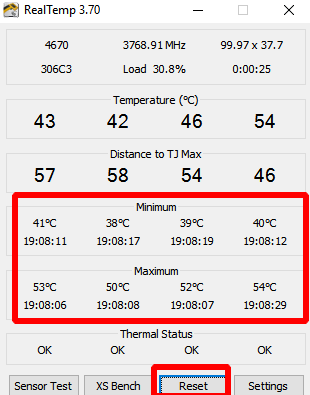 RealTemp 3.70
4670 3768.91 MHz 99.97 x 37.7
306C3 Load 30.8% 0:00:25
Temperature (°C)
43 42 46 54
Distance to TJ Max
57 58 54 46
Minimum
41°C 38°C 39°C 40°C
19:08:11 19:08:17 19:08:19 19:08:12
Maximum
53°C 50°C 52°C 54°C
19:08:06 19:08:08 19:08:07 19:08:29
Thermal Status
OK OK OK OK
Sensor Test XS Bench Reset Settings